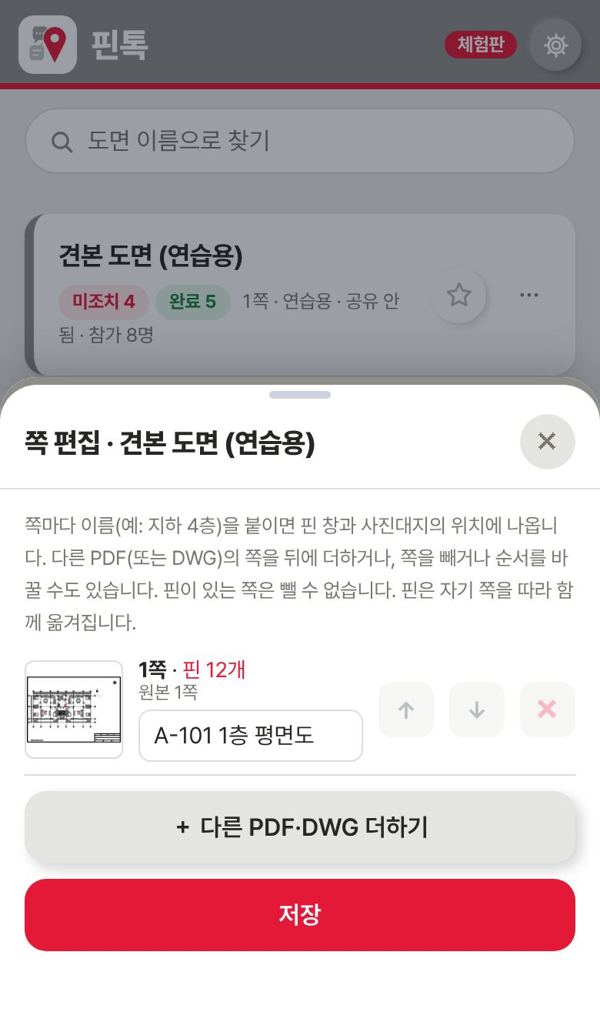 핀톡
체험판
도면 이름으로 찾기
견본 도면 (연습용)
미조치 4 완료 5 1쪽 · 연습용 · 공유 안
됨 · 참가 8명
쪽 편집 · 견본 도면 (연습용)
쪽마다 이름(예: 지하 4층)을 붙이면 핀 창과 사진대지의 위치에 나옵니
다. 다른 PDF(또는 DWG)의 쪽을 뒤에 더하거나, 쪽을 빼거나 순서를 바
꿀 수도 있습니다. 핀이 있는 쪽은 뺄 수 없습니다. 핀은 자기 쪽을 따라 함
께 옮겨집니다.
1쪽 · 핀 12개
원본 1쪽
A-101 1층 평면도
+ 다른 PDF·DWG 더하기
저장